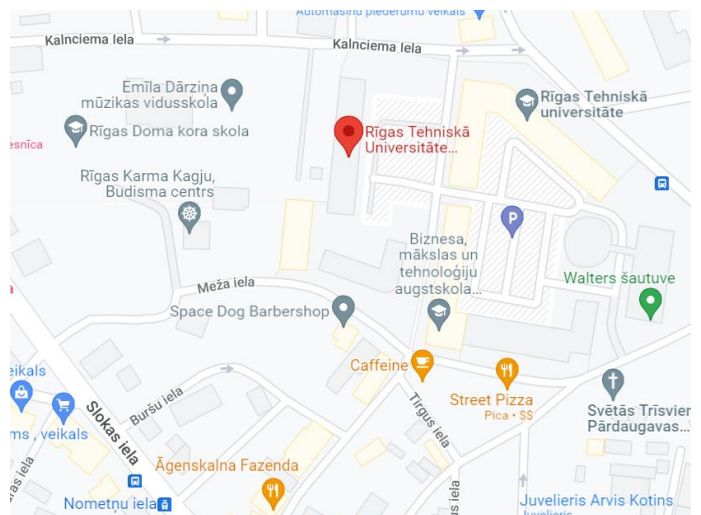 Automašīnu piederumu veikals
Kalnciema Iela
Kalnciema Iela
Emīla Dārziņa
mūzikas vidusskola
Rīgas Tehniskā
universitāte
Rīgas Doma kora skola
Rīgas Tehniskā
Universitāte...
esnīca
Rīgas Karma Kagju,
Budisma centrs
P
Biznesa,
mākslas un
tehnoloģiju
augstskola...
Walters šautuve
Meža iela
Space Dog Barbershop
Caffeine
eikals
Street Pizza
Pica • $$
Buršu iela
Tirgus iela
Svētās Trīsvien
Pārdaugavas...
Slokas iela
ms, veikals
Āgenskalna Fazenda
Nometņu iela
us iela
Juvelieris Arvis Kotins